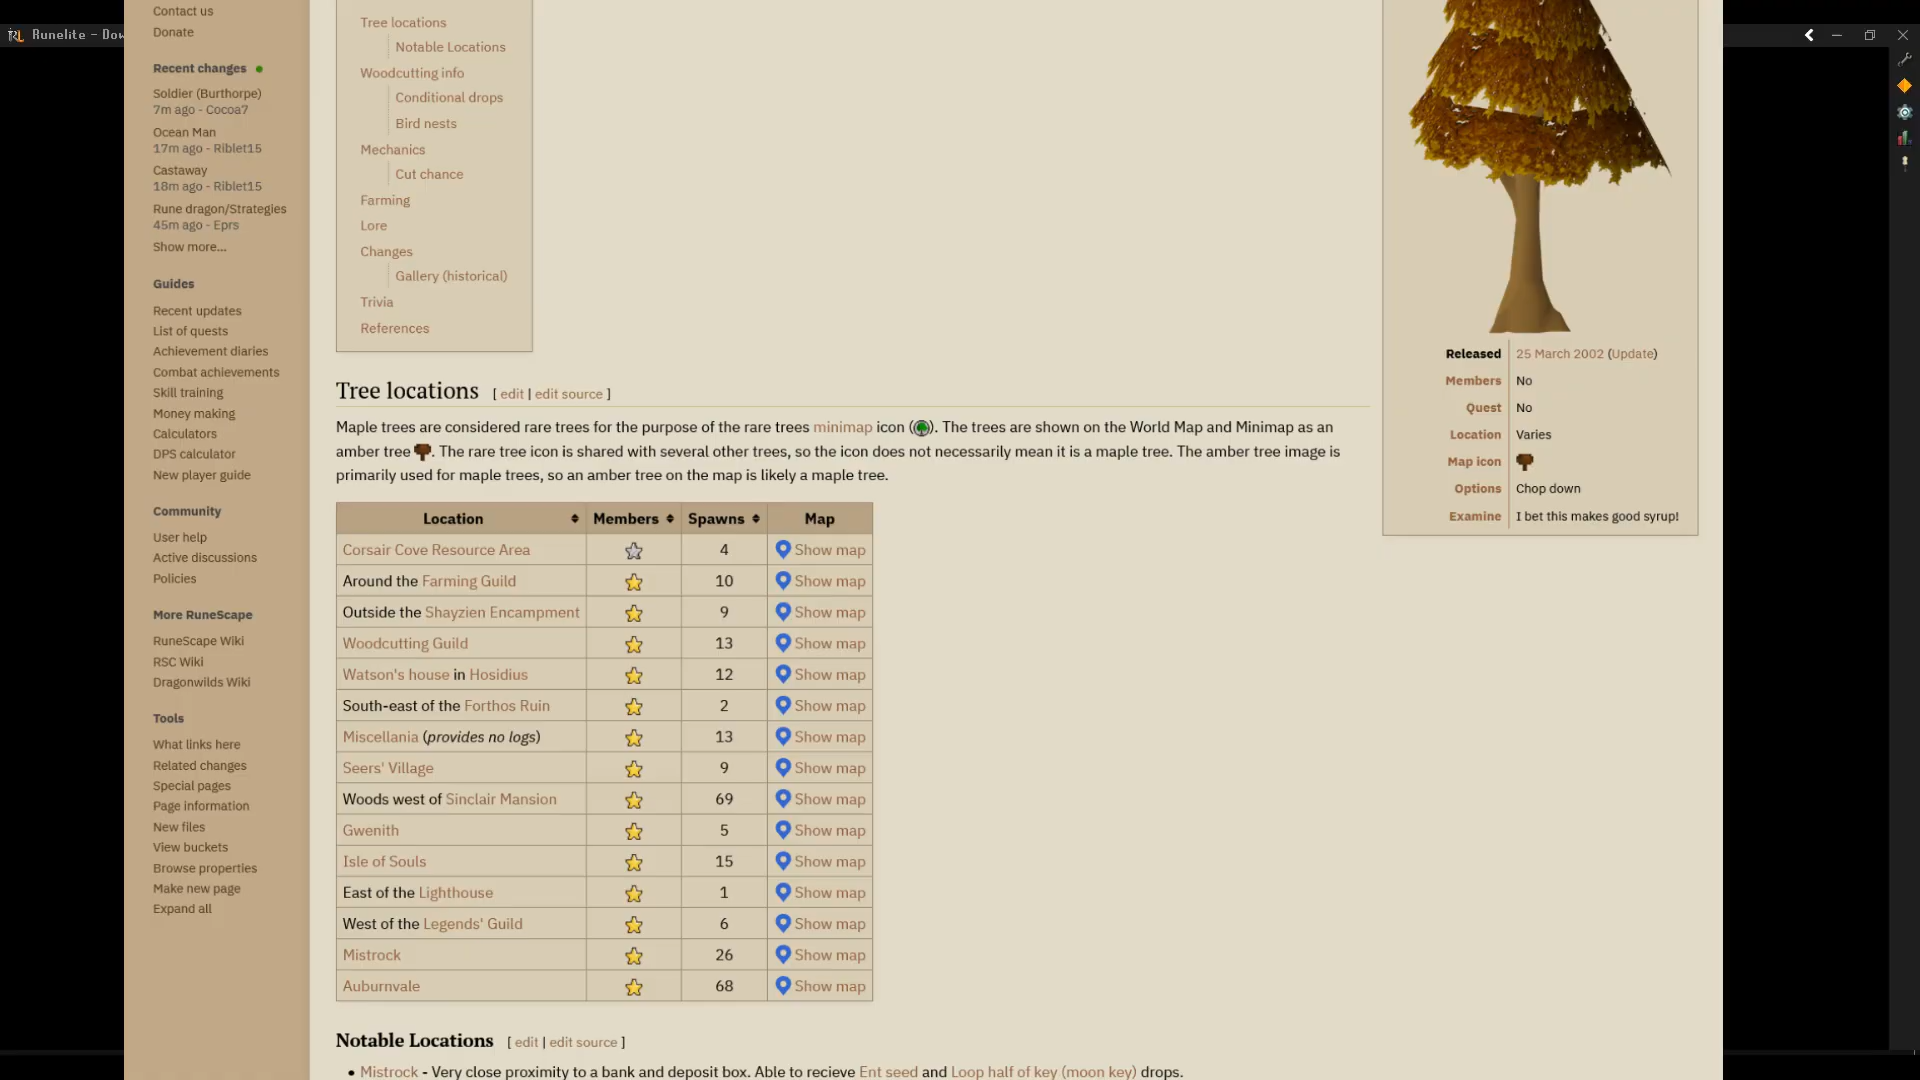 Runelite - Dow
Contact us
Donate
Recent changes
Soldier (Burthorpe)
7m ago - Cocoa7
Ocean Man
17m ago - Riblet15
Castaway
18m ago - Riblet15
Rune dragon/Strategies
45m ago - Eprs
Show more...
Guides
Recent updates
List of quests
Achievement diaries
Combat achievements
Skill training
Money making
Calculators
DPS calculator
New player guide
Community
User help
Active discussions
Policies
More RuneScape
RuneScape Wiki
RSC Wiki
Dragonwilds Wiki
Tools
What links here
Related changes
Special pages
Page information
New files
View buckets
Browse properties
Make new page
Expand all
Tree locations
Notable Locations
Woodcutting info
Conditional drops
Bird nests
Mechanics
Cut chance
Farming
Lore
Changes
Gallery (historical)
Trivia
References
Tree locations [ edit | edit source ]
Maple trees are considered rare trees for the purpose of the rare trees minimap icon (). The trees are shown on the World Map and Minimap as an
amber tree . The rare tree icon is shared with several other trees, so the icon does not necessarily mean it is a maple tree. The amber tree image is
primarily used for maple trees, so an amber tree on the map is likely a maple tree.
Location Members Spawns Map
Corsair Cove Resource Area 4 Show map
Around the Farming Guild 10 Show map
Outside the Shayzien Encampment 9 Show map
Woodcutting Guild 13 Show map
Watson's house in Hosidius 12 Show map
South-east of the Forthos Ruin 2 Show map
Miscellania (provides no logs) 13 Show map
Seers' Village 9 Show map
Woods west of Sinclair Mansion 69 Show map
Gwenith 5 Show map
Isle of Souls 15 Show map
East of the Lighthouse 1 Show map
West of the Legends' Guild 6 Show map
Mistrock 26 Show map
Auburnvale 68 Show map
Notable Locations [ edit | edit source ]
• Mistrock - Very close proximity to a bank and deposit box. Able to recieve Ent seed and Loop half of key (moon key) drops.
Released 25 March 2002 (Update)
Members No
Quest No
Location Varies
Map icon
Options Chop down
Examine I bet this makes good syrup!